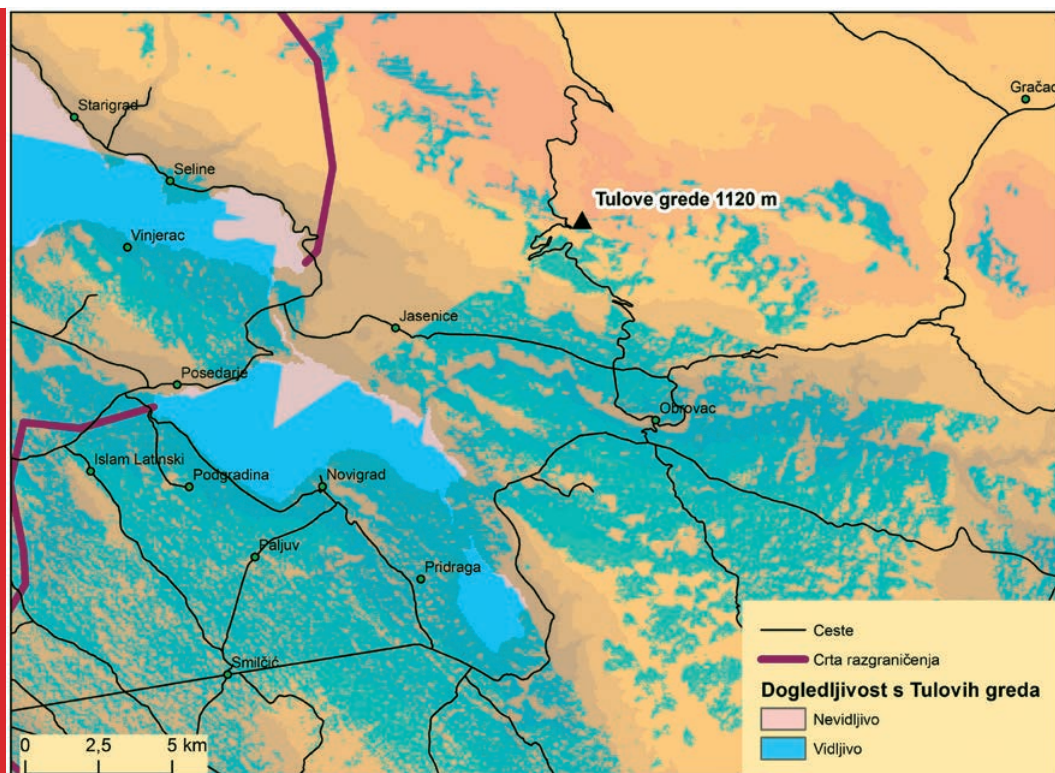 Gračac
Starigrad
Seline
Tulove grede 1120 m
Vinjerac
Jasenice
Posedarje
Obrovac
Islam Latinski
Podgradina
Novigrad
Paljuv
Pridraga
Smilčić
Ceste
Crta razgraničenja
Dogledljivost s Tulovih greda
Nevidljivo
Vidljivo
0 2,5 5 km